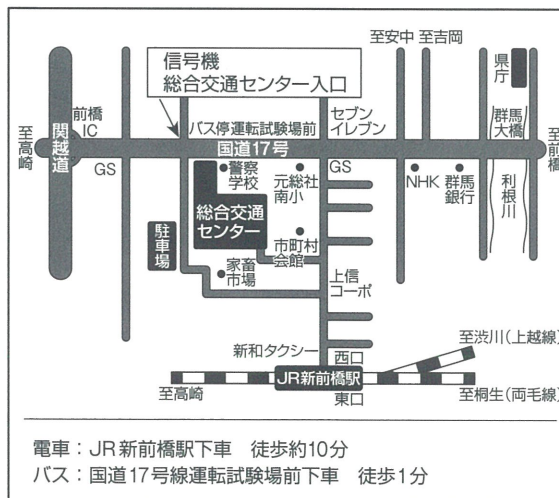 信号機
総合交通センター入口
至安中
至吉岡
県庁
前橋
IC
関越道
至高崎
GS
バス停運転試験場前
国道17号
セブン
イレブン
GS
群馬
大橋
至前橋
警察
学校
元総社
南小
NHK
群馬
銀行
利根川
総合交通
センター
駐車場
市町村
会館
家畜
市場
上信
コーポ
新和タクシー
西口
至渋川(上越線)
JR新前橋駅
至高崎
東口
至桐生(両毛線)
電車:JR新前橋駅下車 徒歩約10分
バス:国道17号線運転試験場前下車 徒歩1分